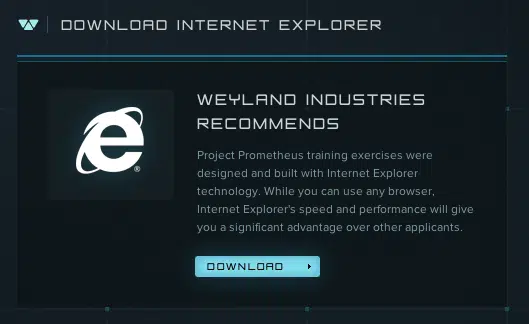 DOWNLOAD INTERNET EXPLORER
WEYLAND INDUSTRIES
RECOMMENDS
Project Prometheus training exercises were
designed and built with Internet Explorer
technology. While you can use any browser,
Internet Explorer's speed and performance will give
you a significant advantage over other applicants.
DOWNLOAD